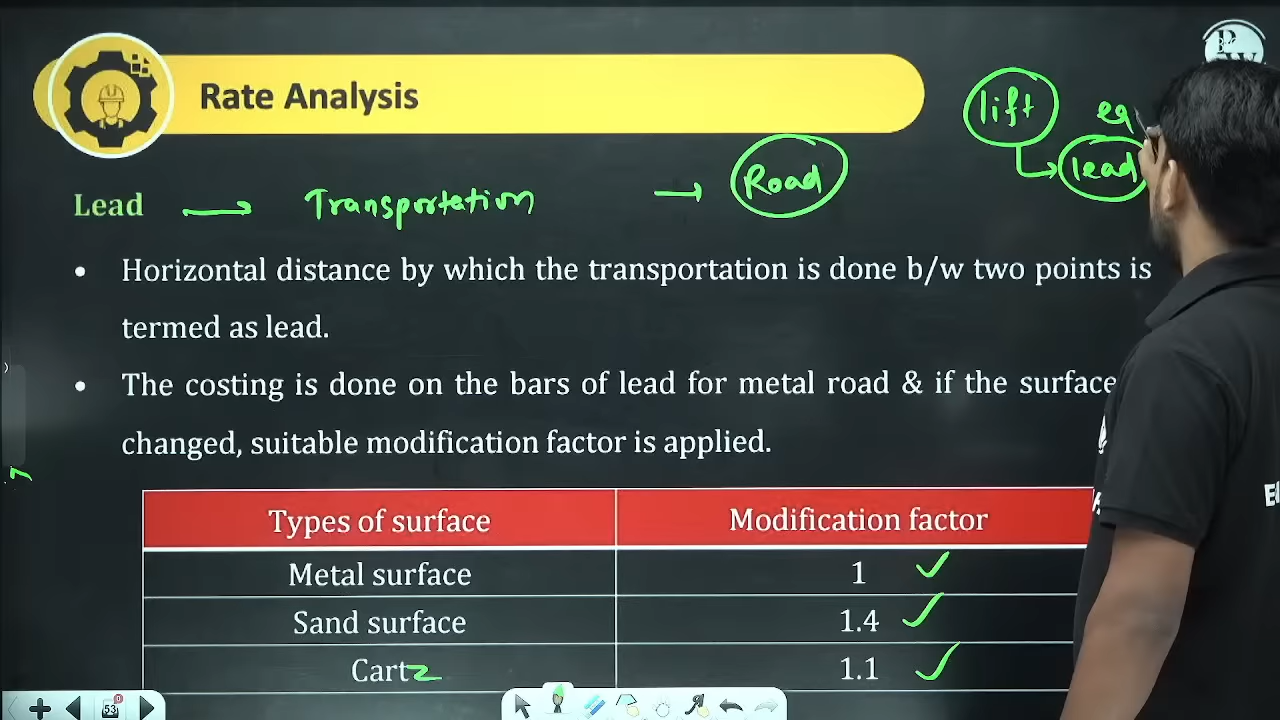 Rate Analysis
lift
lead
Lead → Transportation → Road
• Horizontal distance by which the transportation is done b/w two points is
termed as lead.
• The costing is done on the bars of lead for metal road & if the surface
changed, suitable modification factor is applied.
Types of surface Modification factor
Metal surface 1 ✓
Sand surface 1.4 ✓
Cart 1.1 ✓
53